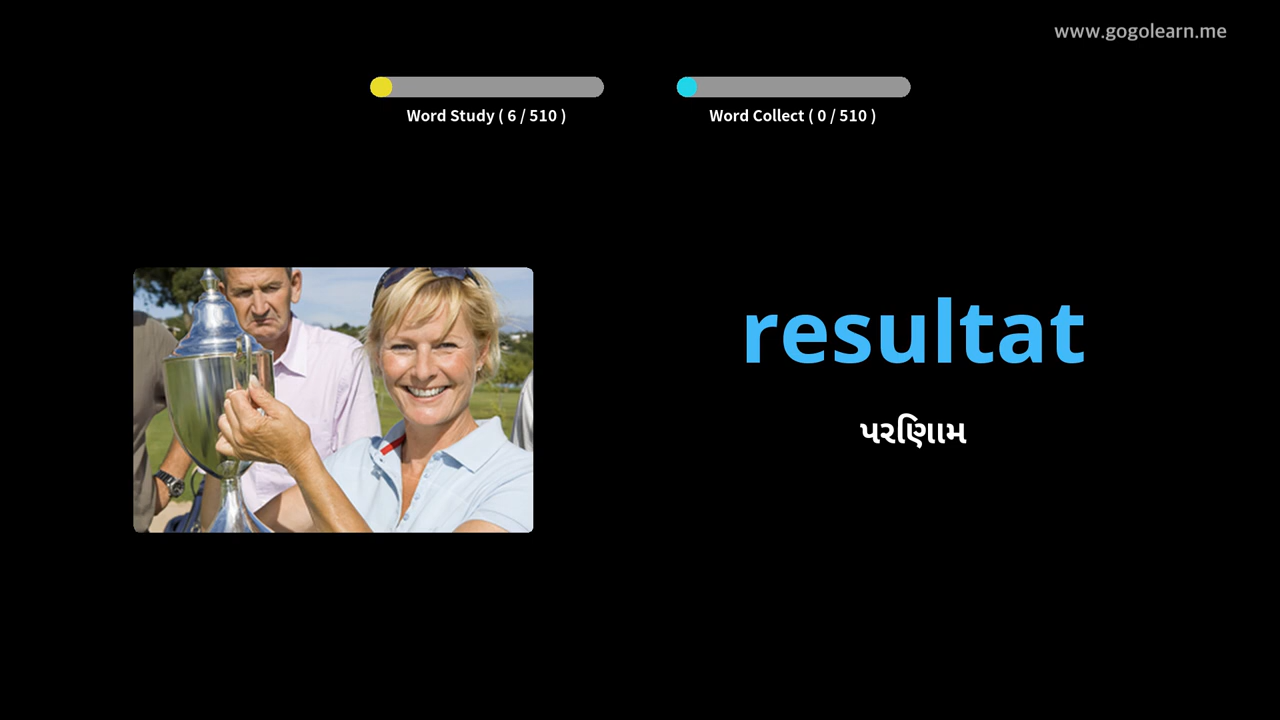 www.gogolearn.me
Word Study ( 6 / 510 )
Word Collect ( 0 / 510 )
resultat
પરિણામ